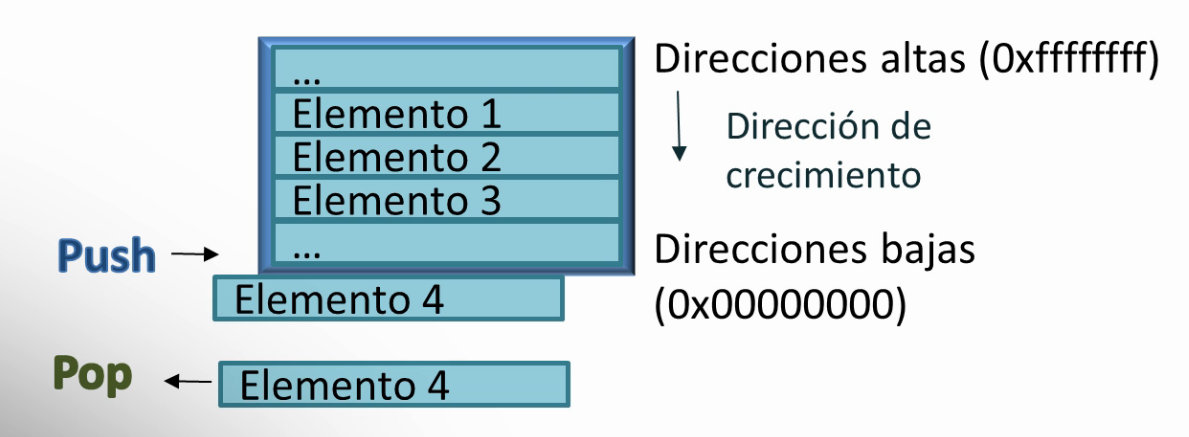 ...
Elemento 1
Elemento 2
Elemento 3
...
Direcciones altas (0xffffffff)
Dirección de
crecimiento
Direcciones bajas
(0x00000000)
Push
Elemento 4
Pop
Elemento 4